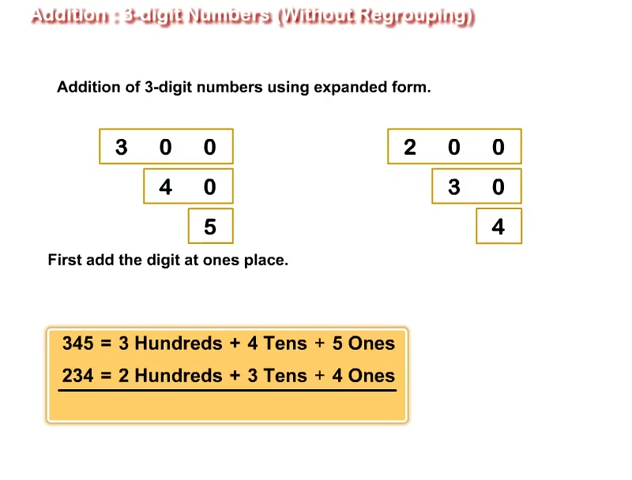 Addition : 3-digit Numbers (Without Regrouping)
Addition of 3-digit numbers using expanded form.
3 0 0 2 0 0
4 0 3 0
5 4
First add the digit at ones place.
345 = 3 Hundreds + 4 Tens + 5 Ones
234 = 2 Hundreds + 3 Tens + 4 Ones